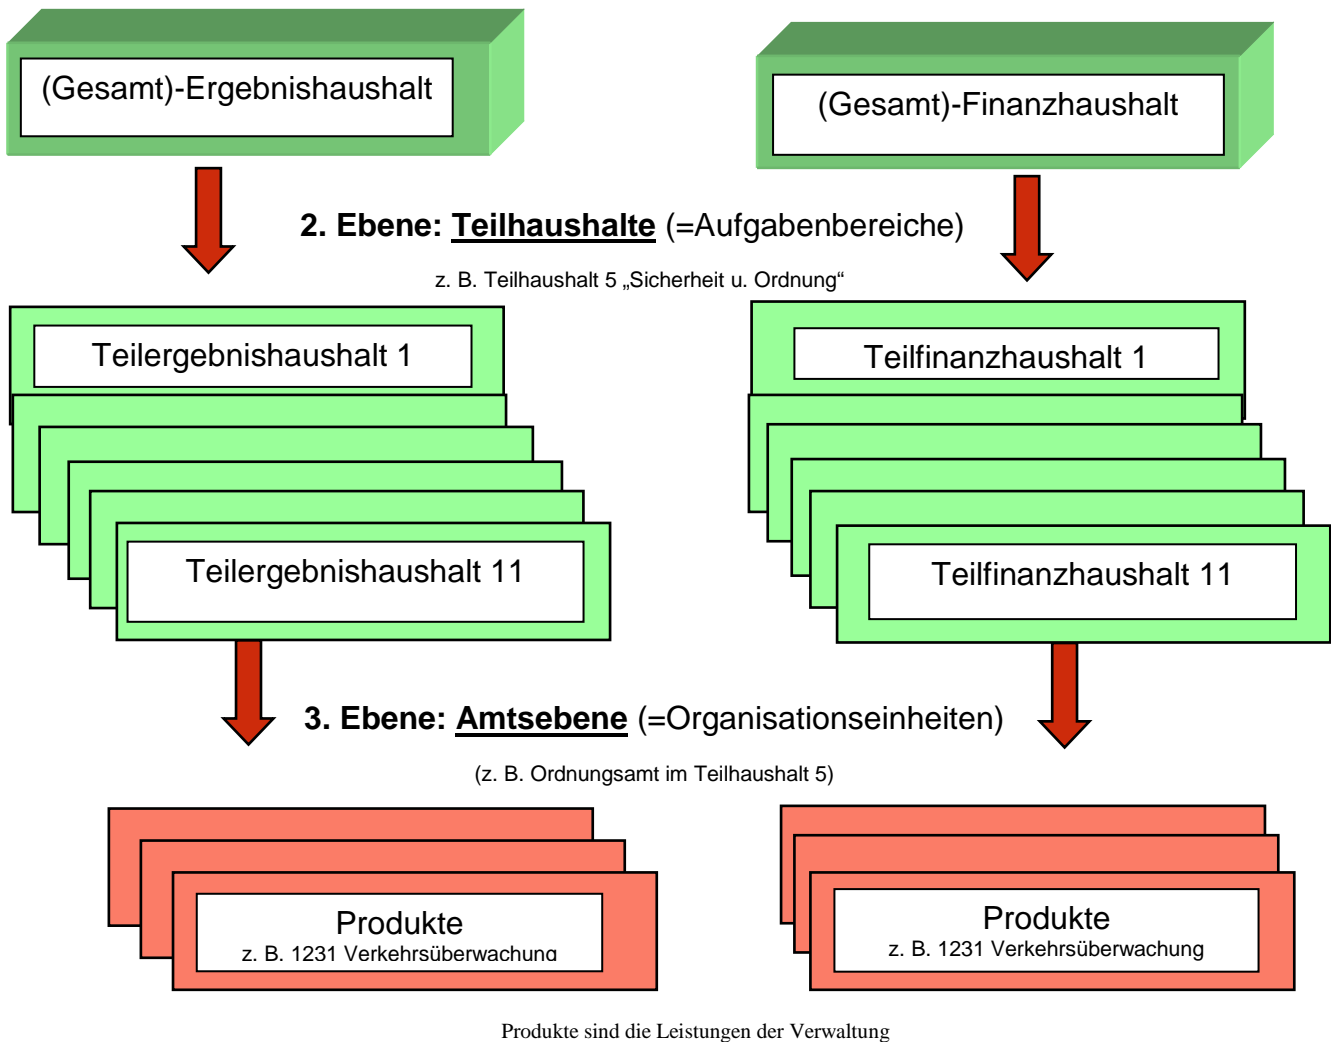 (Gesamt)-Ergebnishaushalt
(Gesamt)-Finanzhaushalt
2. Ebene: Teilhaushalte (=Aufgabenbereiche)
z. B. Teilhaushalt 5 „Sicherheit u. Ordnung“
Teilergebnishaushalt 1
Teilfinanzhaushalt 1
Teilergebnishaushalt 11
Teilfinanzhaushalt 11
3. Ebene: Amtsebene (=Organisationseinheiten)
(z. B. Ordnungsamt im Teilhaushalt 5)
Produkte
z. B. 1231 Verkehrsüberwachung
Produkte
z. B. 1231 Verkehrsüberwachung
Produkte sind die Leistungen der Verwaltung